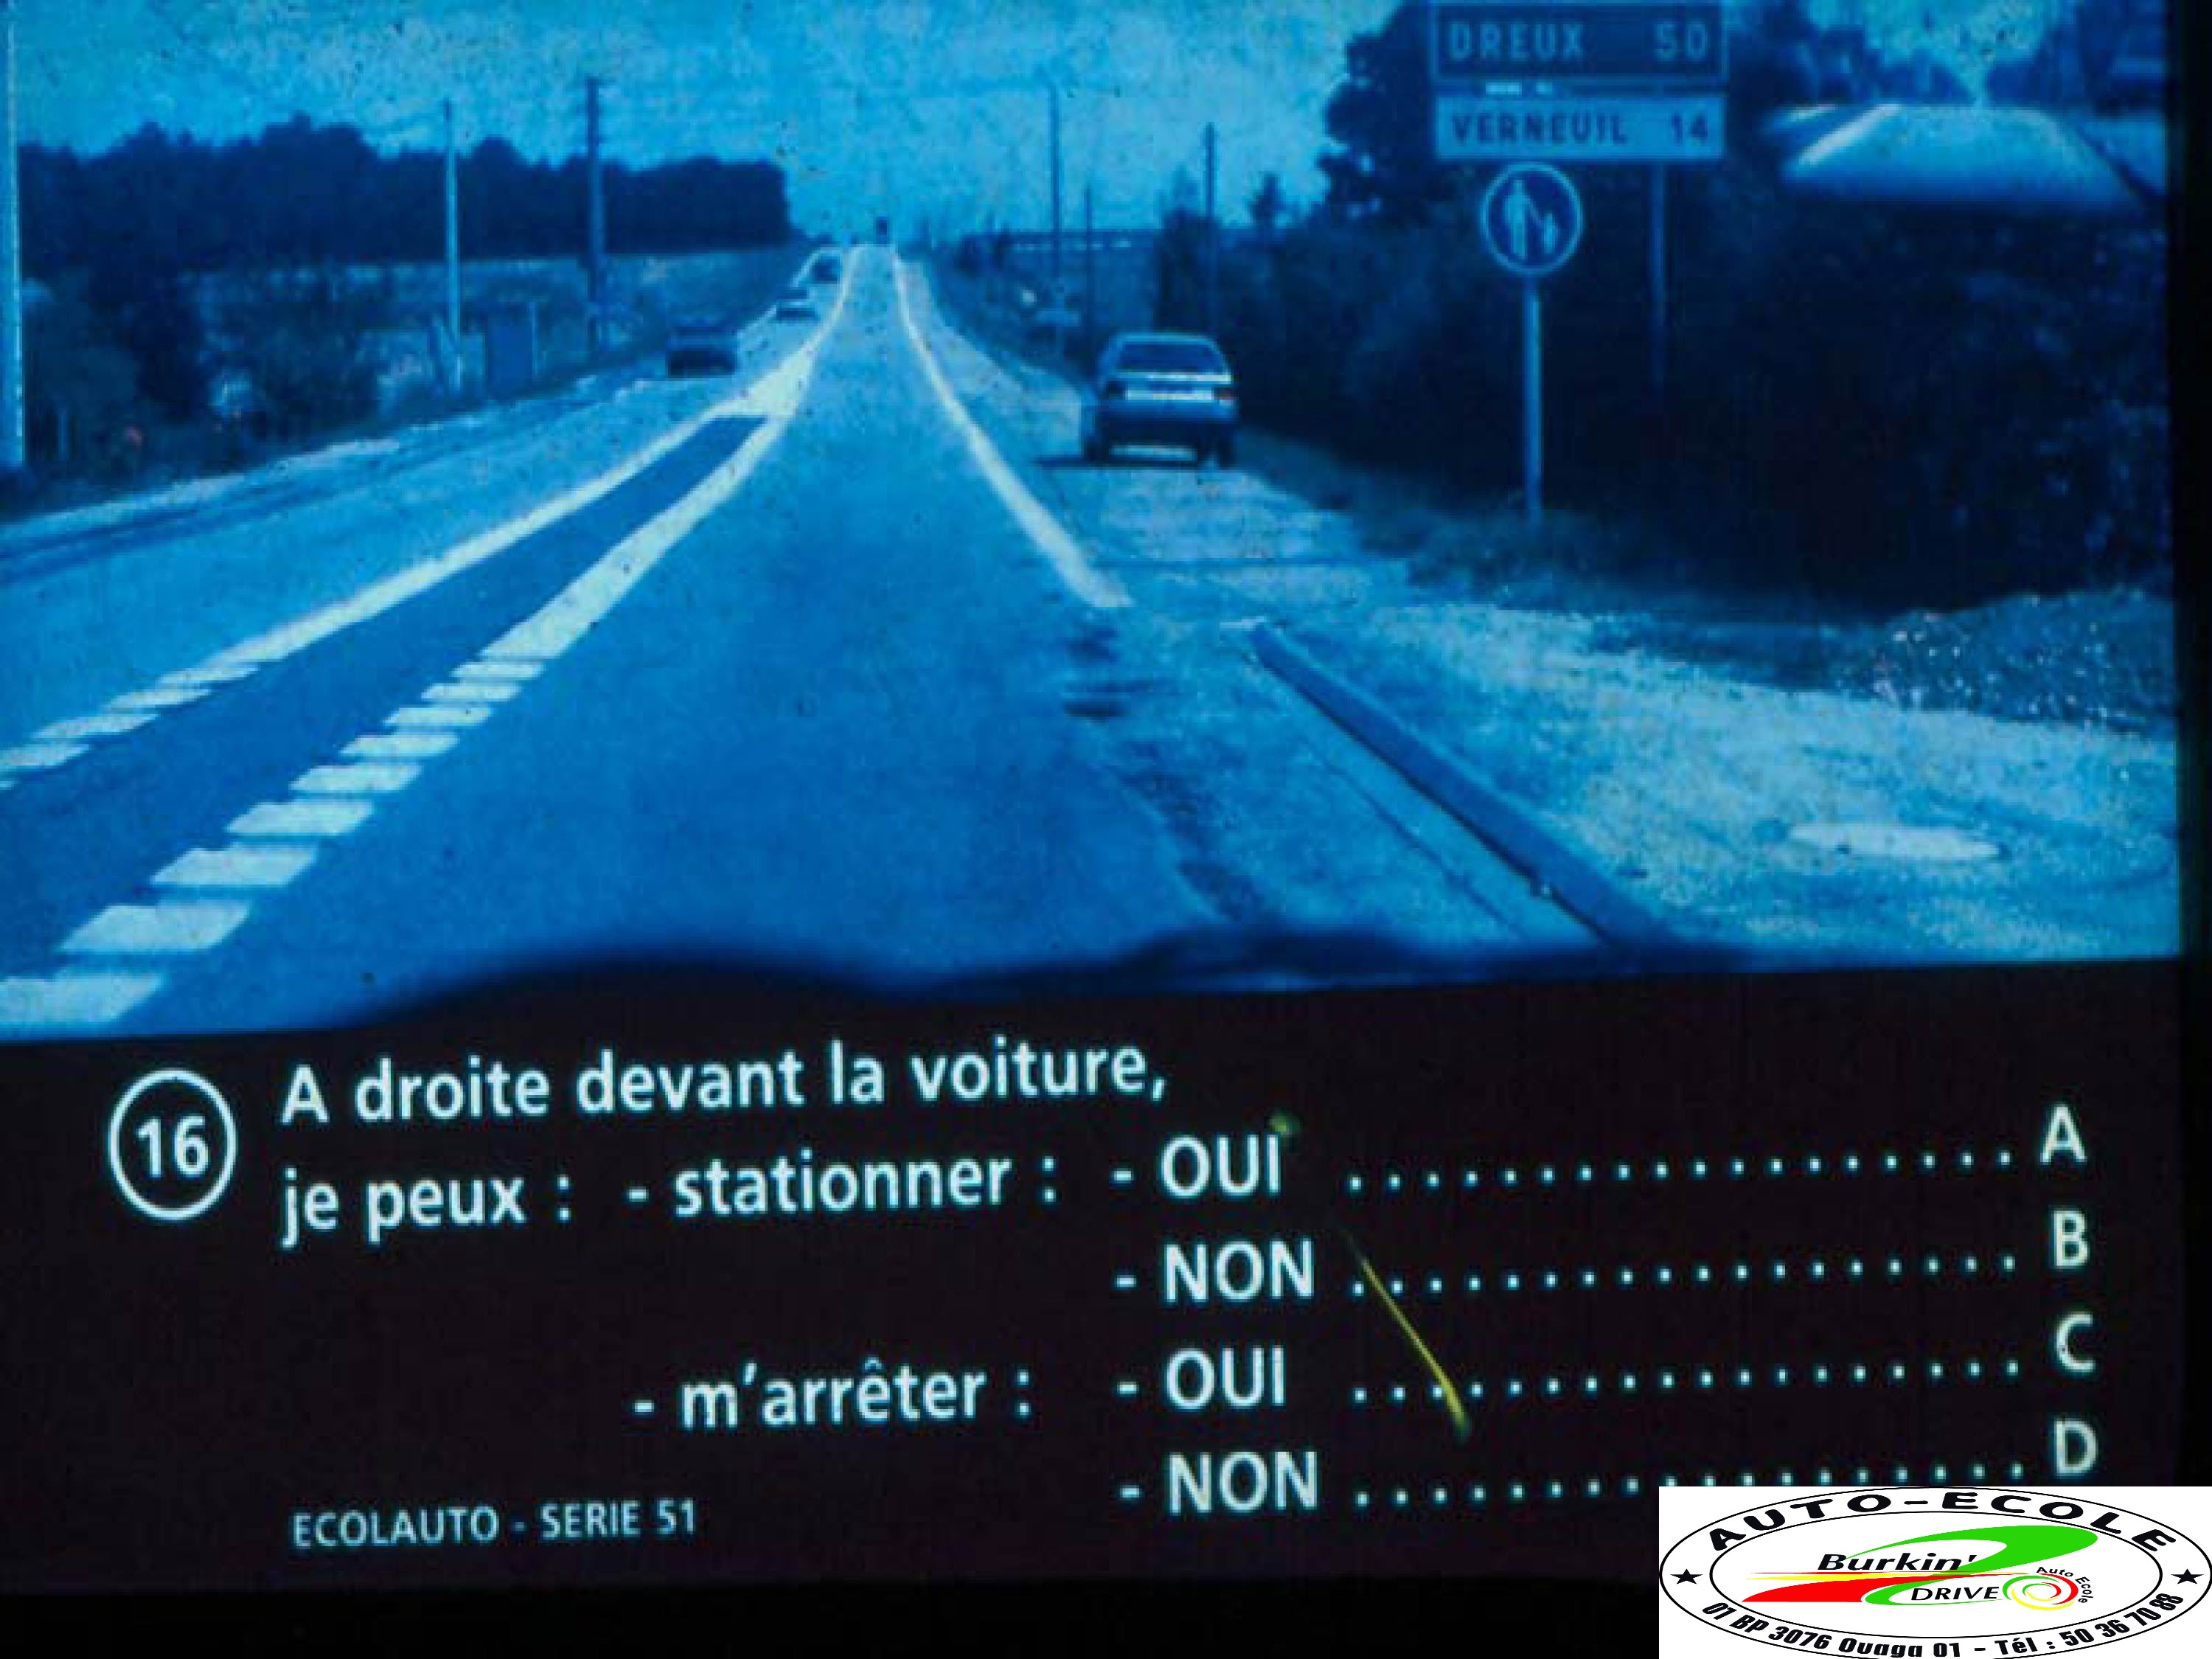 DREUX 50
VERNEUIL 14
16 A droite devant la voiture,
je peux : - stationner : - OUI .................. A
- NON .................. B
- m'arrêter : - OUI .................. C
- NON .................. D
ECOLAUTO - SERIE 51
AUTO-ECOLE
Burkin'
DRIVE
Auto Ecole
01 BP 3076 Ouaga 01 - Tél : 50 36 70 88